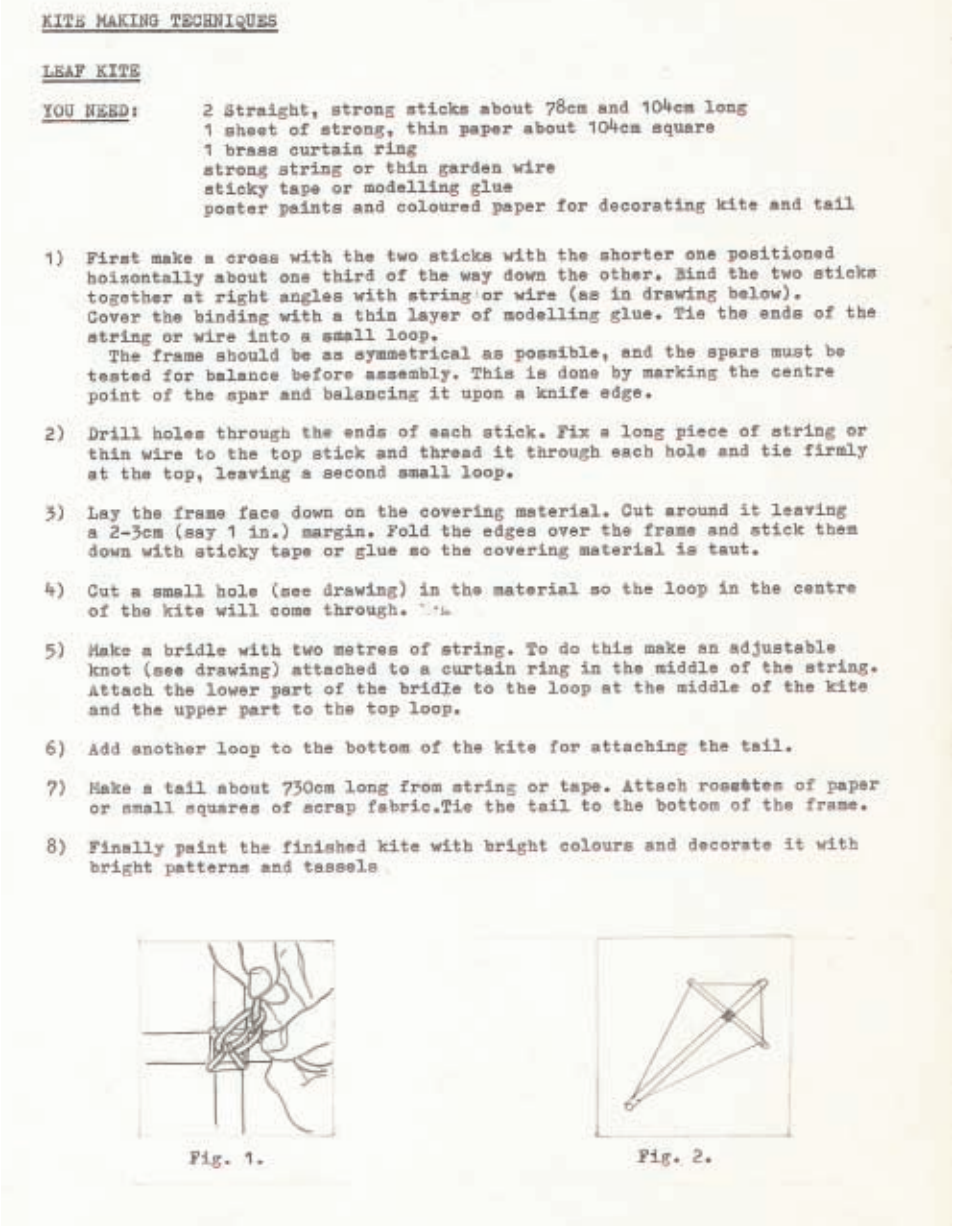 KITE MAKING TECHNIQUES
LEAF KITE
YOU NEED: 2 Straight, strong sticks about 78cm and 104cm long
1 sheet of strong, thin paper about 104cm square
1 brass curtain ring
strong string or thin garden wire
sticky tape or modelling glue
poster paints and coloured paper for decorating kite and tail
1) First make a cross with the two sticks with the shorter one positioned
hoisontally about one third of the way down the other. Bind the two sticks
together at right angles with string or wire (as in drawing below).
Cover the binding with a thin layer of modelling glue. Tie the ends of the
string or wire into a small loop.
The frame should be as symmetrical as possible, and the spars must be
tested for balance before assembly. This is done by marking the centre
point of the spar and balancing it upon a knife edge.
2) Drill holes through the ends of each stick. Fix a long piece of string or
thin wire to the top stick and thread it through each hole and tie firmly
at the top, leaving a second small loop.
3) Lay the frame face down on the covering material. Cut around it leaving
a 2-3cm (say 1 in.) margin. Fold the edges over the frame and stick them
down with sticky tape or glue so the covering material is taut.
4) Cut a small hole (see drawing) in the material so the loop in the centre
of the kite will come through.
5) Make a bridle with two metres of string. To do this make an adjustable
knot (see drawing) attached to a curtain ring in the middle of the string.
Attach the lower part of the bridle to the loop at the middle of the kite
and the upper part to the top loop.
6) Add another loop to the bottom of the kite for attaching the tail.
7) Make a tail about 730cm long from string or tape. Attach of paper
or small squares of scrap fabric.Tie the tail to the bottom of the frame.
8) Finally paint the finished kite with bright colours and decorate it with
bright patterns and tassels
Fig. 1.
Fig. 2.